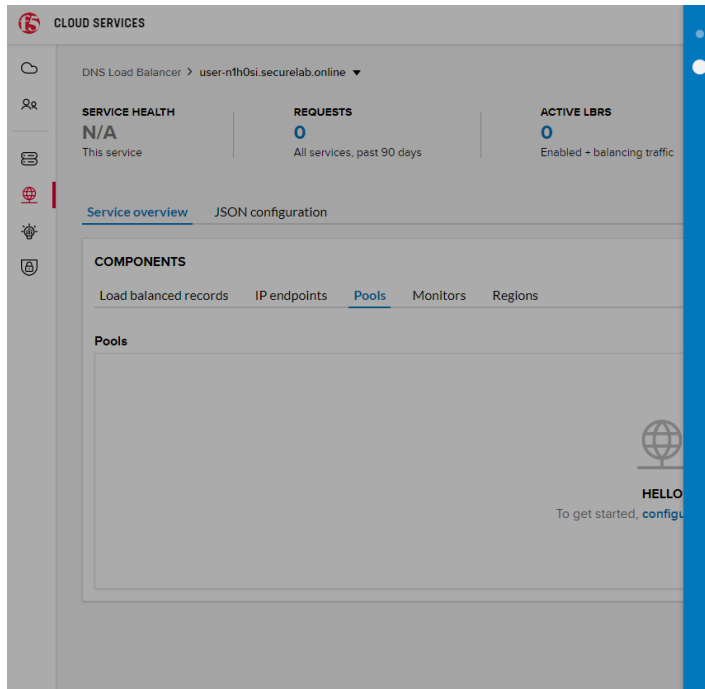 CLOUD SERVICES
DNS Load Balancer > user-n1h0si.securelab.online
SERVICE HEALTH
N/A
This service
REQUESTS
0
All services, past 90 days
ACTIVE LBRS
0
Enabled + balancing traffic
Service overview JSON configuration
COMPONENTS
Load balanced records IP endpoints Pools Monitors Regions
Pools
HELLO
To get started, configu